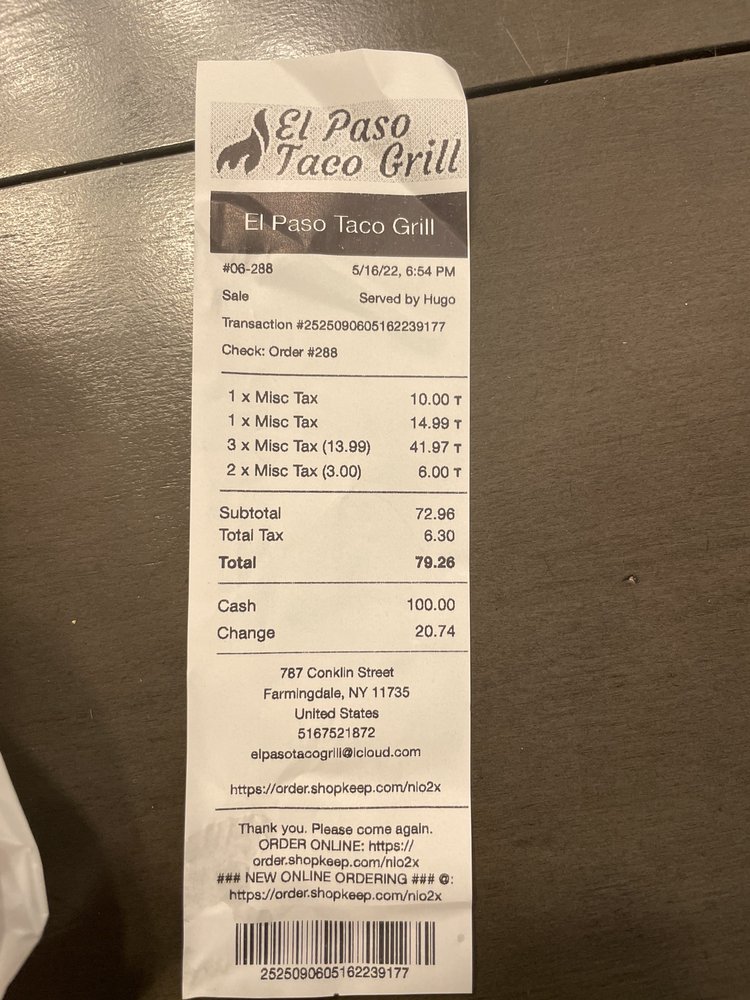 El Paso
Taco Grill
El Paso Taco Grill
#06-288 5/16/22, 6:54 PM
Sale Served by Hugo
Transaction #2525090605162239177
Check: Order #288
1 x Misc Tax 10.00 T
1 x Misc Tax 14.99 T
3 x Misc Tax (13.99) 41.97 T
2 x Misc Tax (3.00) 6.00 T
Subtotal 72.96
Total Tax 6.30
Total 79.26
Cash 100.00
Change 20.74
787 Conklin Street
Farmingdale, NY 11735
United States
5167521872
elpasotacogrill@icloud.com
https://order.shopkeep.com/nlo2x
Thank you. Please come again.
ORDER ONLINE: https://
order.shopkeep.com/nlo2x
### NEW ONLINE ORDERING ### @:
https://order.shopkeep.com/nlo2x
2525090605162239177